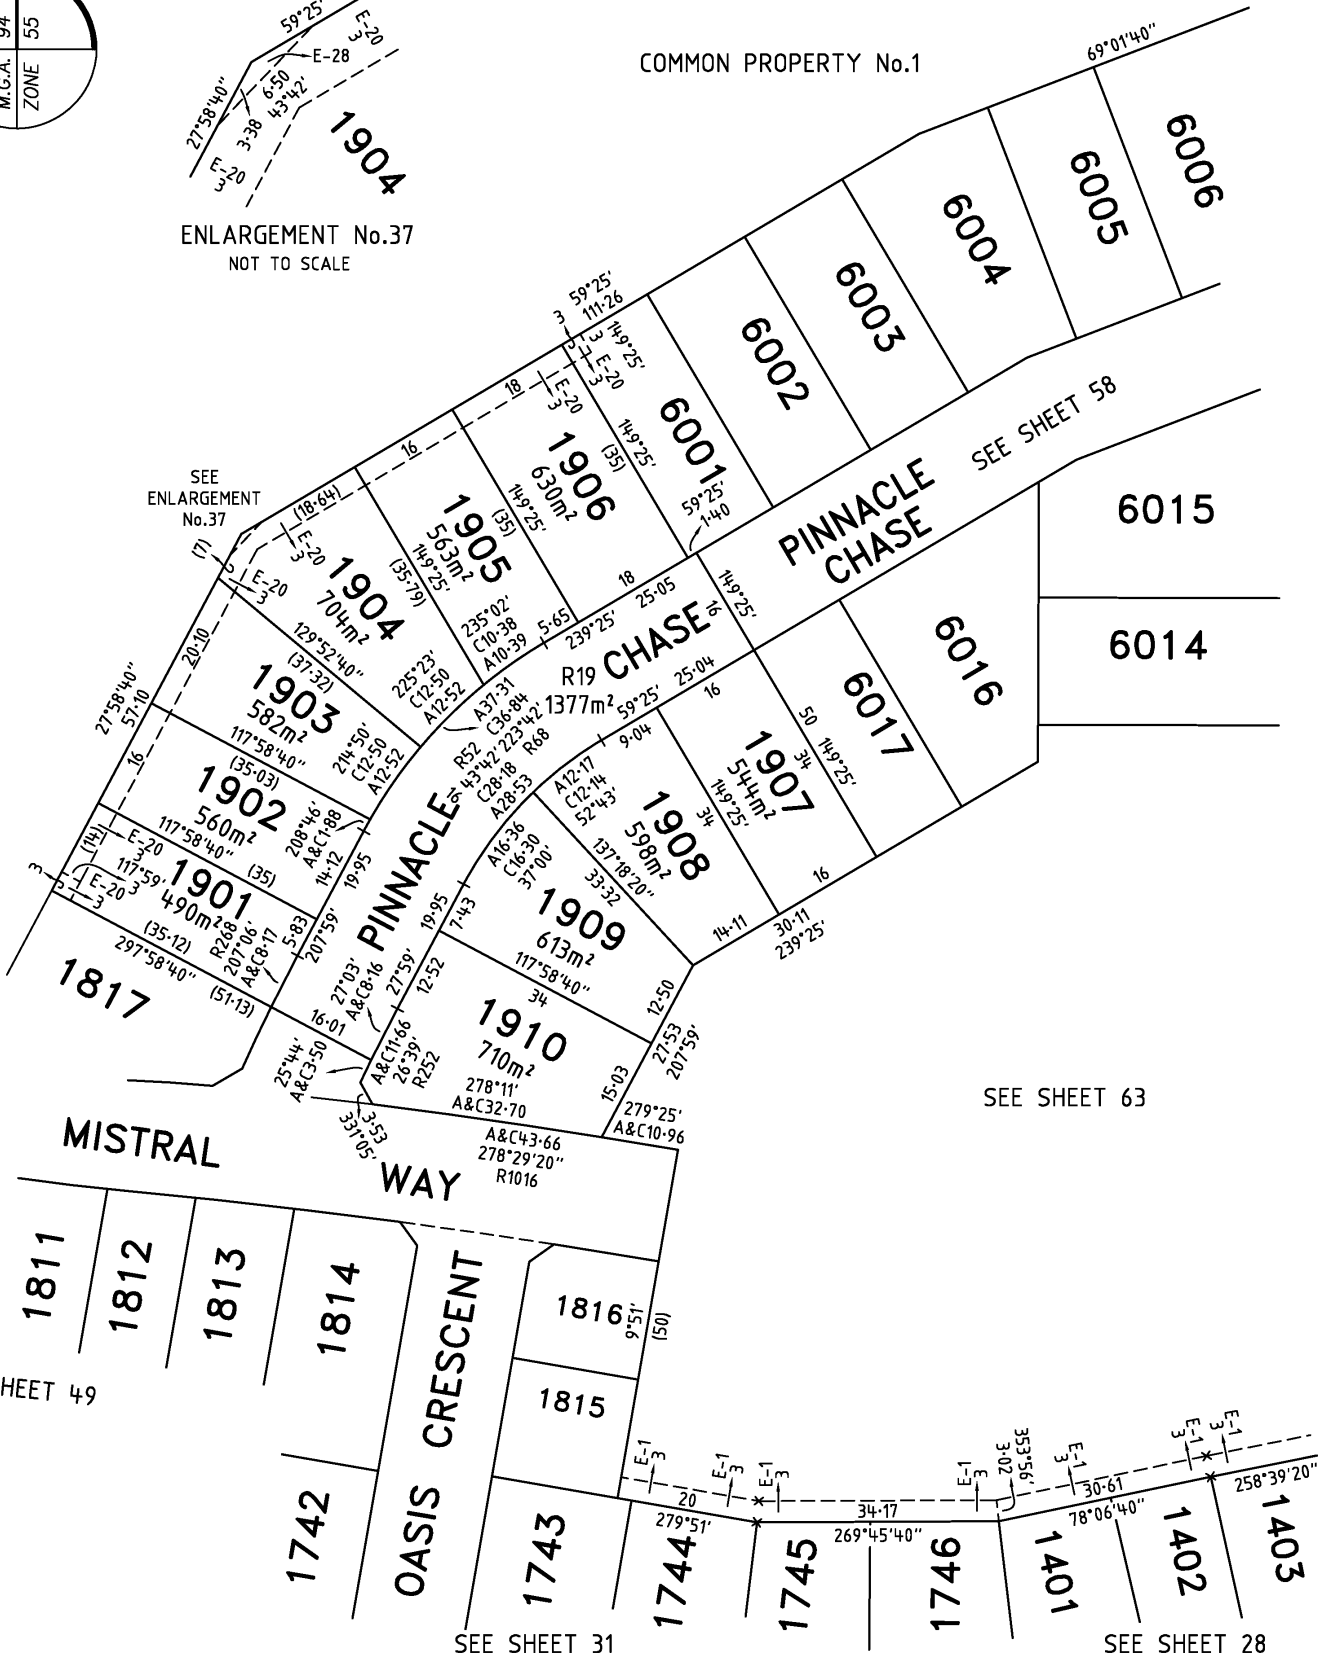 M.G.A. 94
ZONE 55
59°25'
E-20
3
E-28
27°58'40"
6·50
43°42'
3·38
E-20
3
1904
ENLARGEMENT No.37
NOT TO SCALE
COMMON PROPERTY No.1
69°01'40"
6006
6005
6004
6003
6002
6001
59°25'
111·26
3
3
149°25'
E-20
3
149°25'
(35)
59°25'
1·40
SEE SHEET 58
PINNACLE
CHASE
6015
6014
6016
6017
SEE
ENLARGEMENT
No.37
(7)
(18·64)
16
18
E-20
3
1906
630m²
149°25'
(35)
1905
563m²
149°25'
(35·79)
E-20
3
1904
704m²
129°52'40"
(37·32)
E-20
3
20·10
1903
582m²
117°58'40"
(35·03)
27°58'40"
57·10
16
1902
560m²
117°58'40"
(35)
(14)
E-20
3
117°59'
3
E-20
3
3
1901
490m²
(35·12)
297°58'40"
(51·13)
1817
235°02'
C10·38
A10·39
5·65
239°25'
18
25·05
225°23'
C12·50
A12·52
214°50'
C12·50
A12·52
208°46'
A&C1·88
14·12
19·95
5·83
207°59'
R268
207°06'
A&C8·17
R19
1377m²
CHASE
16
149°25'
A37·31
C36·84
223°42'
R68
R52
43°42'
C28·18
A28·53
16
PINNACLE
59°25'
25·04
9·04
16
50
149°25'
34
1907
544m²
149°25'
34
1908
598m²
A12·17
C12·14
52°43'
137°18'20"
33·32
A16·36
C16·30
37°00'
1909
613m²
117°58'40"
34
19·95
7·43
27°59'
12·52
27°03'
A&C8·16
16·01
25°44'
A&C3·50
A&C11·66
26°39'
R252
1910
710m²
278°11'
A&C32·70
3·53
331°05'
A&C43·66
278°29'20"
R1016
16
14·11
30·11
239°25'
12·50
27·53
207°59'
15·03
279°25'
A&C10·96
SEE SHEET 63
MISTRAL
WAY
1811
1812
1813
1814
1816
9°51'
(50)
1815
OASIS CRESCENT
HEET 49
1742
1743
1744
1745
1746
1401
1402
1403
E-1
3
E-1
3
E-1
3
E-1
3
353°56'
3·02
E-1
3
E-1
3
E-1
3
20
279°51'
34·17
269°45'40"
30·61
78°06'40"
258°39'20"
SEE SHEET 31
SEE SHEET 28